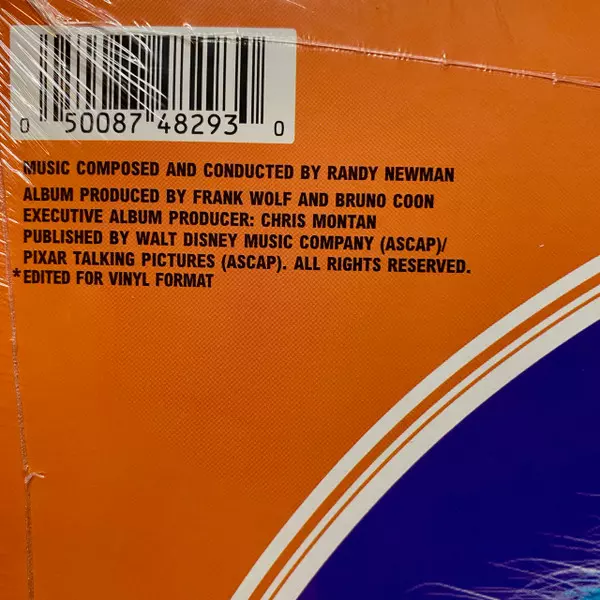 0 50087 48293 0
MUSIC COMPOSED AND CONDUCTED BY RANDY NEWMAN
ALBUM PRODUCED BY FRANK WOLF AND BRUNO COON
EXECUTIVE ALBUM PRODUCER: CHRIS MONTAN
PUBLISHED BY WALT DISNEY MUSIC COMPANY (ASCAP)/
PIXAR TALKING PICTURES (ASCAP). ALL RIGHTS RESERVED.
*EDITED FOR VINYL FORMAT